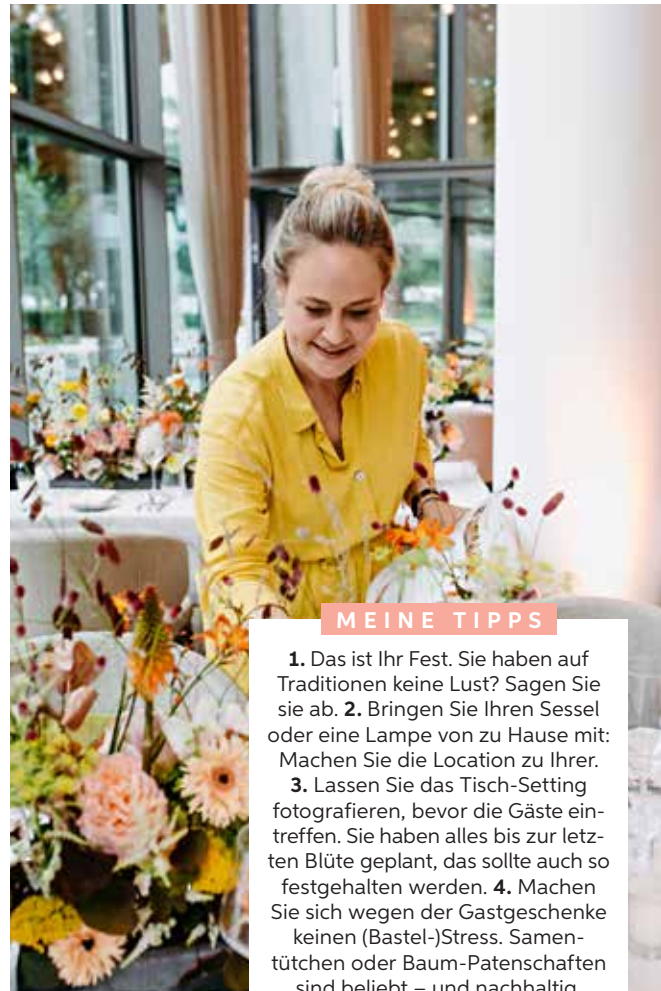 MEINE TIPPS
1. Das ist Ihr Fest. Sie haben auf
Traditionen keine Lust? Sagen Sie
sie ab. 2. Bringen Sie Ihren Sessel
oder eine Lampe von zu Hause mit:
Machen Sie die Location zu Ihrer.
3. Lassen Sie das Tisch-Setting
fotografieren, bevor die Gäste ein-
treffen. Sie haben alles bis zur letz-
ten Blüte geplant, das sollte auch so
festgehalten werden. 4. Machen
Sie sich wegen der Gastgeschenke
keinen (Bastel-)Stress. Samen-
tütchen oder Baum-Patenschaften
sind beliebt – und nachhaltig